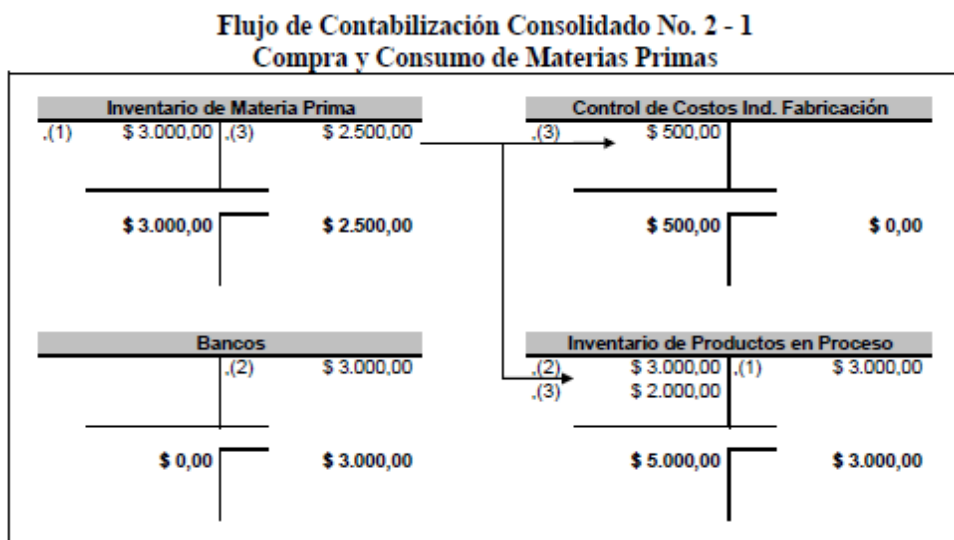 Flujo de Contabilización Consolidado No. 2 - 1
Compra y Consumo de Materias Primas
Inventario de Materia Prima
,(1) $ 3.000,00 ,(3) $ 2.500,00
$ 3.000,00 $ 2.500,00
Control de Costos Ind. Fabricación
,(3) $ 500,00
$ 500,00 $ 0,00
Bancos
,(2) $ 3.000,00
$ 0,00 $ 3.000,00
Inventario de Productos en Proceso
,(2) $ 3.000,00 ,(1) $ 3.000,00
,(3) $ 2.000,00
$ 5.000,00 $ 3.000,00